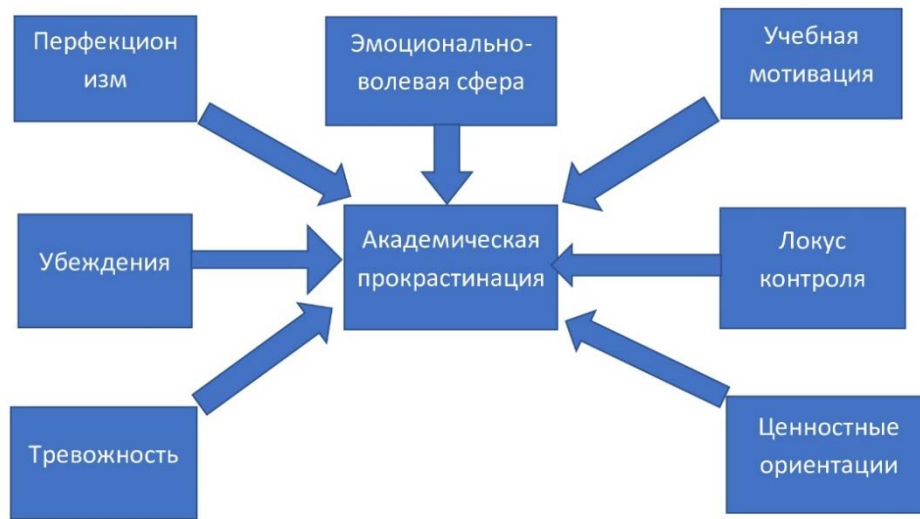 Перфекцион
изм
Эмоционально-
волевая сфера
Учебная
мотивация
Убеждения
Академическая
прокрастинация
Локус
контроля
Тревожность
Ценностные
ориентации